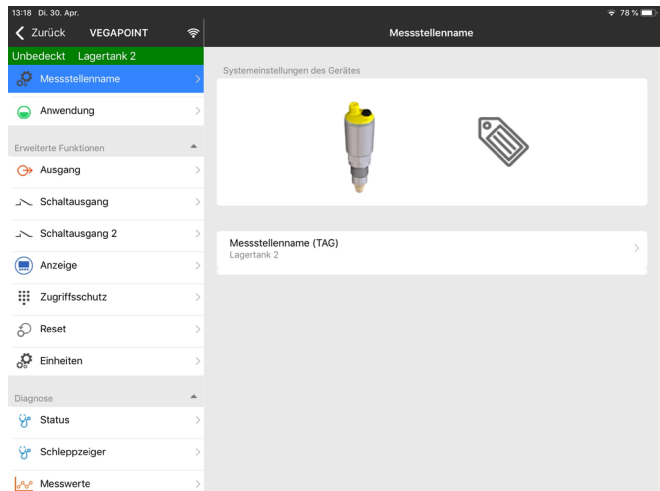 13:18 Di. 30. Apr.
78 %
Zurück VEGAPOINT
Messstellenname
Unbedeckt Lagertank 2
Messstellenname
Anwendung
Erweiterte Funktionen
Ausgang
Schaltausgang
Schaltausgang 2
Anzeige
Zugriffsschutz
Reset
Einheiten
Diagnose
Status
Schleppzeiger
Messwerte
Systemeinstellungen des Gerätes
Messstellenname (TAG)
Lagertank 2